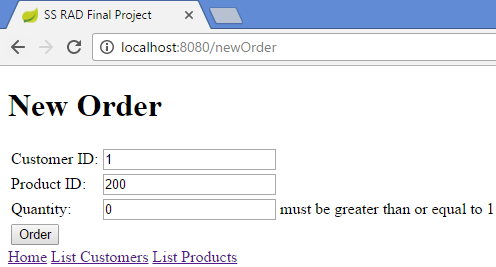 SS RAD Final Project
localhost:8080/newOrder
New Order
Customer ID: 1
Product ID: 200
Quantity: 0 must be greater than or equal to 1
Order
Home List Customers List Products